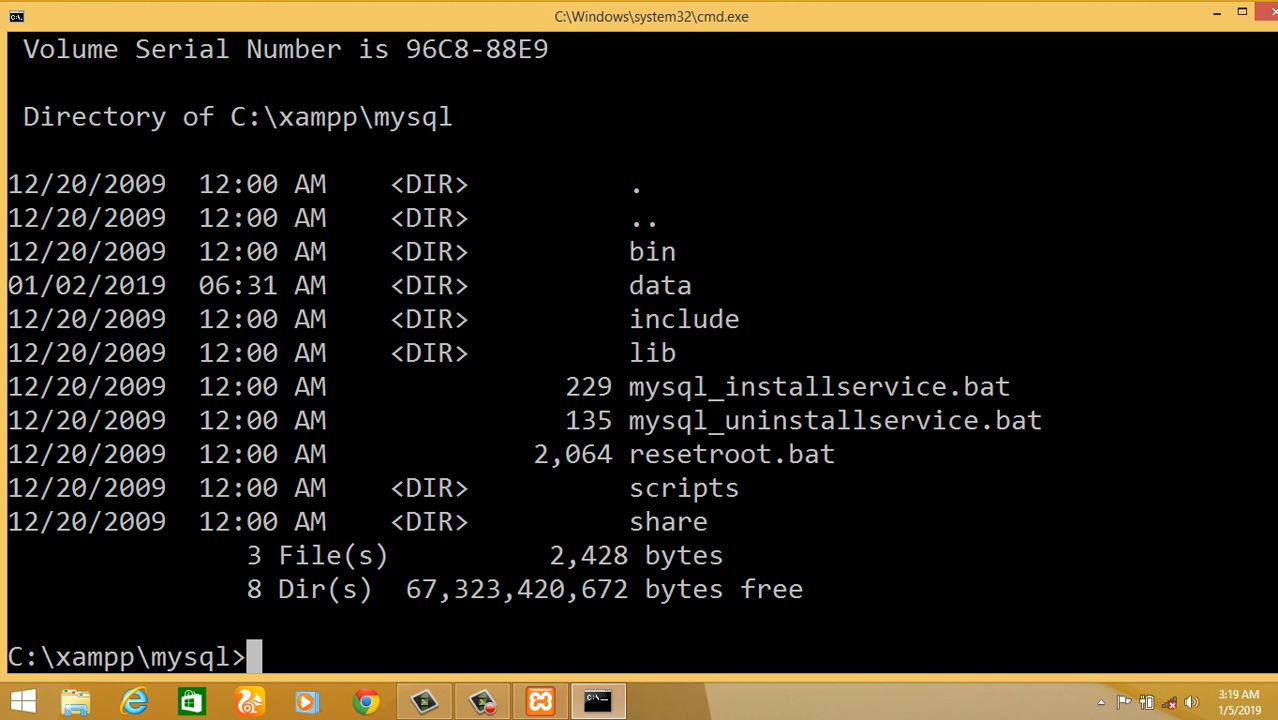 C:\Windows\system32\cmd.exe
Volume Serial Number is 96C8-88E9
Directory of C:\xampp\mysql
12/20/2009  12:00 AM    <DIR>          .
12/20/2009  12:00 AM    <DIR>          ..
12/20/2009  12:00 AM    <DIR>          bin
01/02/2019  06:31 AM    <DIR>          data
12/20/2009  12:00 AM    <DIR>          include
12/20/2009  12:00 AM    <DIR>          lib
12/20/2009  12:00 AM               229 mysql_installservice.bat
12/20/2009  12:00 AM               135 mysql_uninstallservice.bat
12/20/2009  12:00 AM             2,064 resetroot.bat
12/20/2009  12:00 AM    <DIR>          scripts
12/20/2009  12:00 AM    <DIR>          share
3 File(s)          2,428 bytes
8 Dir(s)  67,323,420,672 bytes free
C:\xampp\mysql>
3:19 AM
1/5/2019